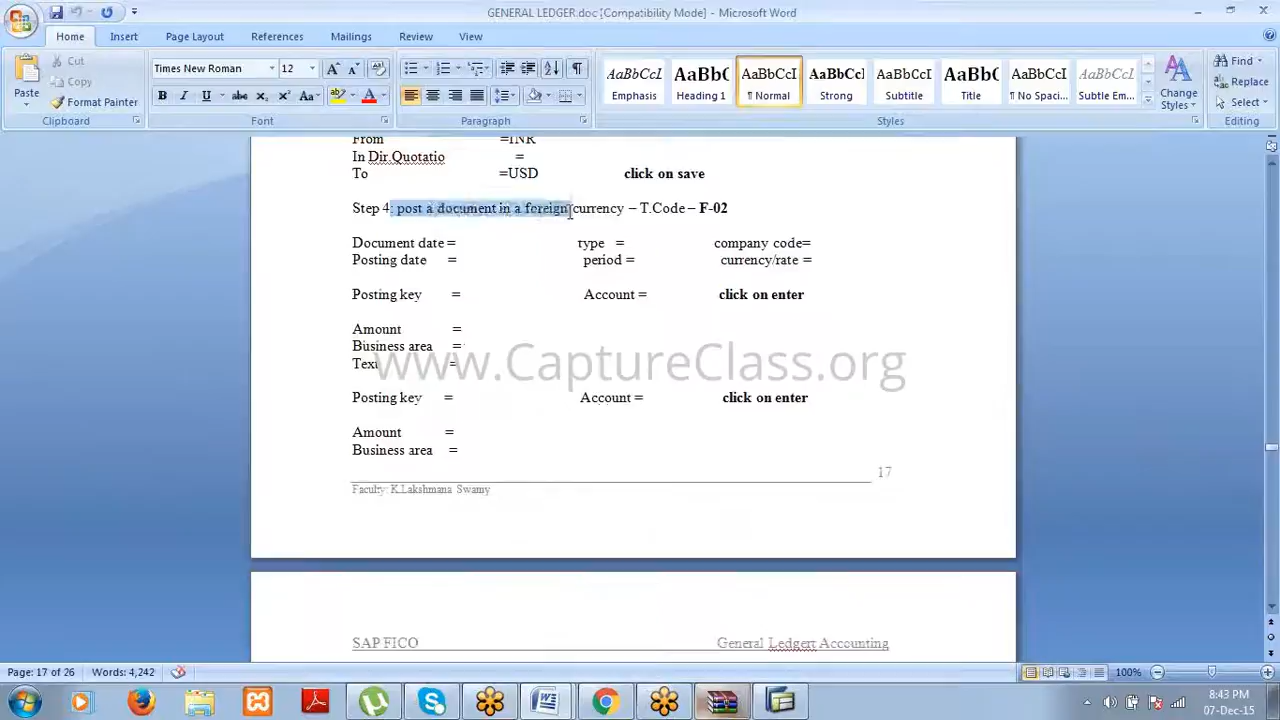 GENERAL LEDGER.doc [Compatibility Mode] - Microsoft Word
Home Insert Page Layout References Mailings Review View
Paste Cut Copy Format Painter Clipboard
Times New Roman 12 Font
Paragraph
AaBbCcI AaBbC AaBbCcI AaBbCc AaBbCcI AaBbC AaBbCcI AaBbCcI
Emphasis Heading 1 ¶ Normal Strong Subtitle Title ¶ No Spaci... Subtle Em...
Change Styles Styles
Find Replace Select Editing
From =INR
In Dir.Quotatio =
To =USD click on save
Step 4: post a document in a foreign currency – T.Code – F-02
Document date = type = company code=
Posting date = period = currency/rate =
Posting key = Account = click on enter
Amount =
Business area =
Text =
www.CaptureClass.org
Posting key = Account = click on enter
Amount =
Business area =
17
Faculty: K.Lakshmana Swamy
SAP FICO General Ledgert Accounting
Page: 17 of 26 Words: 4,242 100%
8:43 PM
07-Dec-15